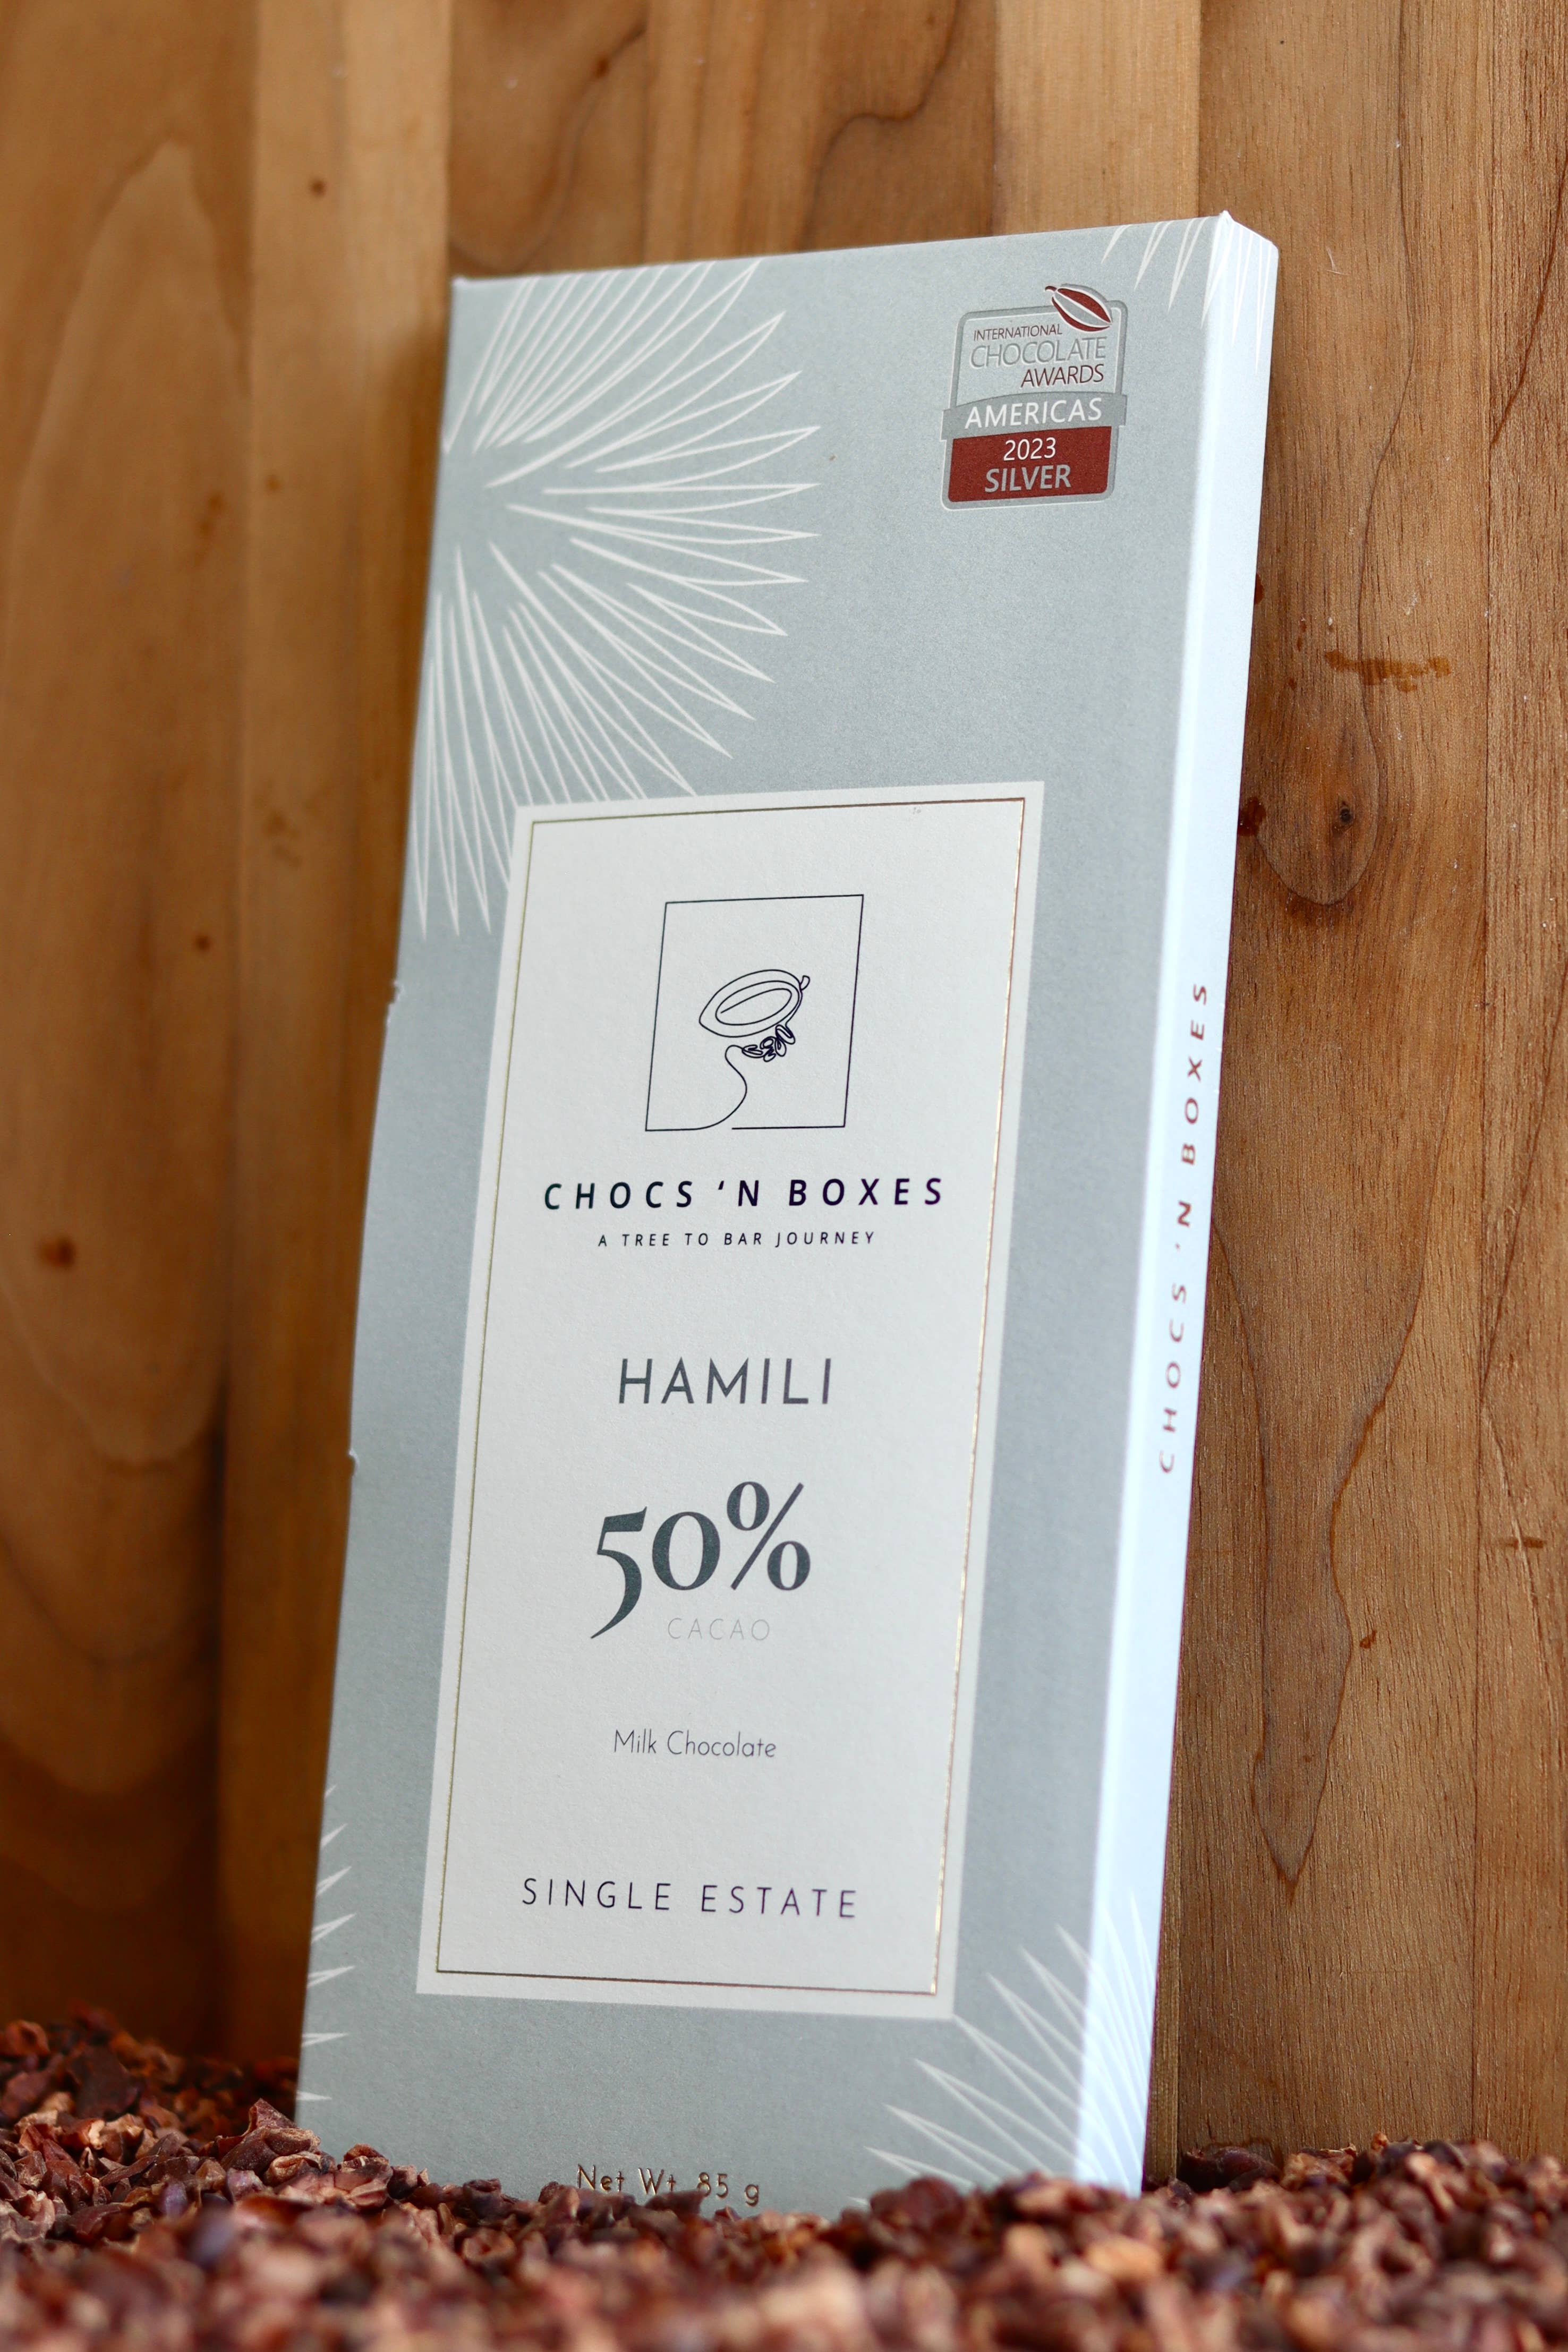 INTERNATIONAL
CHOCOLATE
AWARDS
AMERICAS
2023
SILVER
CHOCS 'N BOXES
A TREE TO BAR JOURNEY
HAMILI
50%
CACAO
Milk Chocolate
SINGLE ESTATE
Net Wt. 85 g
CHOCS 'N BOXES